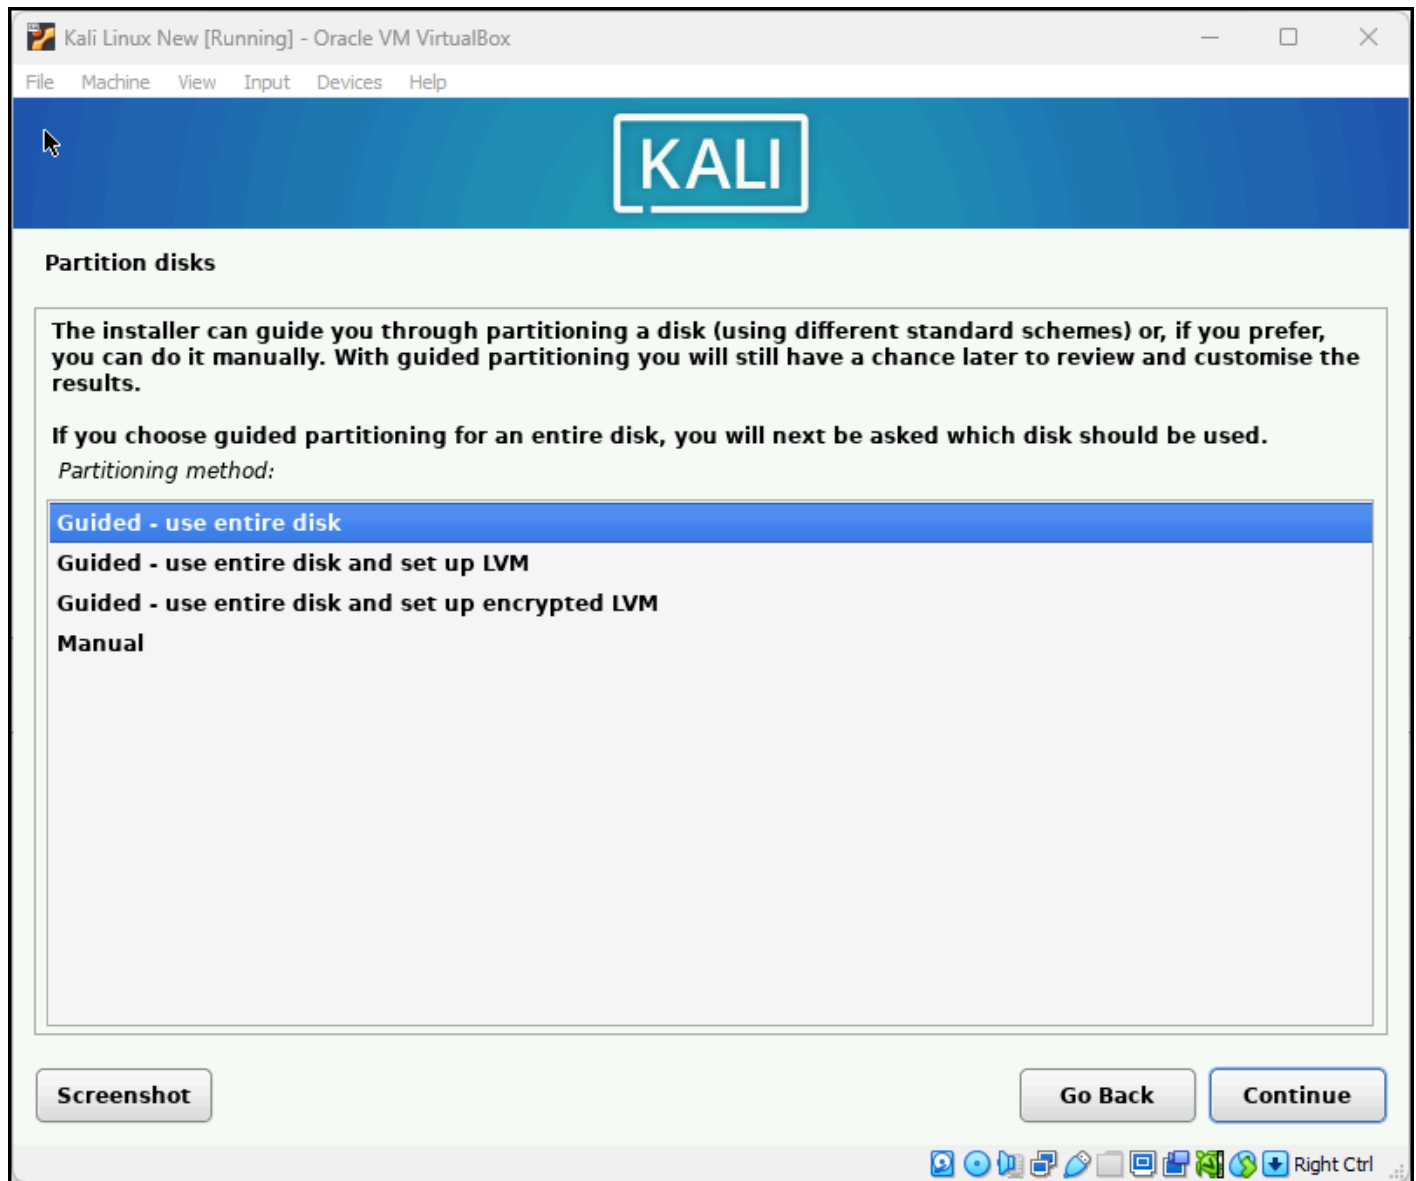 Kali Linux New [Running] - Oracle VM VirtualBox
File Machine View Input Devices Help
KALI
Partition disks
The installer can guide you through partitioning a disk (using different standard schemes) or, if you prefer,
you can do it manually. With guided partitioning you will still have a chance later to review and customise the
results.
If you choose guided partitioning for an entire disk, you will next be asked which disk should be used.
Partitioning method:
Guided - use entire disk
Guided - use entire disk and set up LVM
Guided - use entire disk and set up encrypted LVM
Manual
Screenshot
Go Back
Continue
Right Ctrl